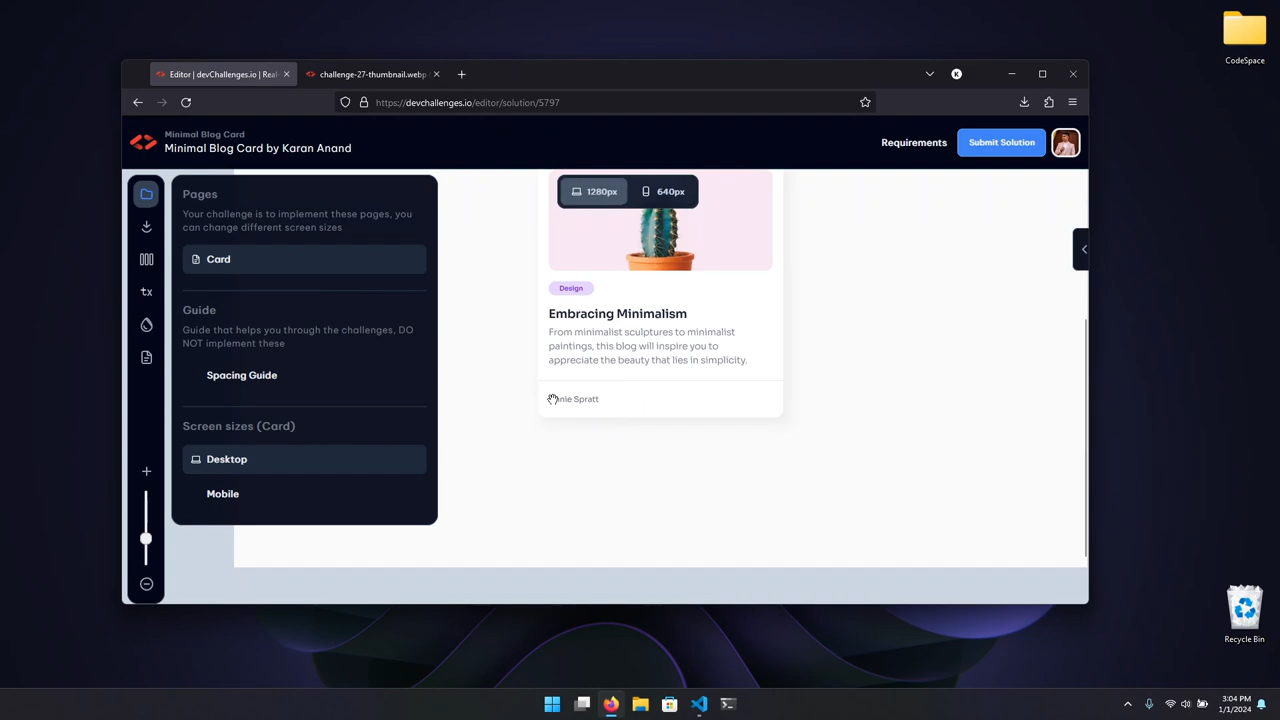 CodeSpace
Editor | devChallenges.io | Rea
challenge-27-thumbnail.webp
K
https://devchallenges.io/editor/solution/5797
Minimal Blog Card
Minimal Blog Card by Karan Anand
Requirements
Submit Solution
Pages
Your challenge is to implement these pages, you
can change different screen sizes
Card
Guide
Guide that helps you through the challenges, DO
NOT implement these
Spacing Guide
Screen sizes (Card)
Desktop
Mobile
tx
1280px
640px
Design
Embracing Minimalism
From minimalist sculptures to minimalist
paintings, this blog will inspire you to
appreciate the beauty that lies in simplicity.
Spratt
Recycle Bin
3:04 PM
1/1/2024